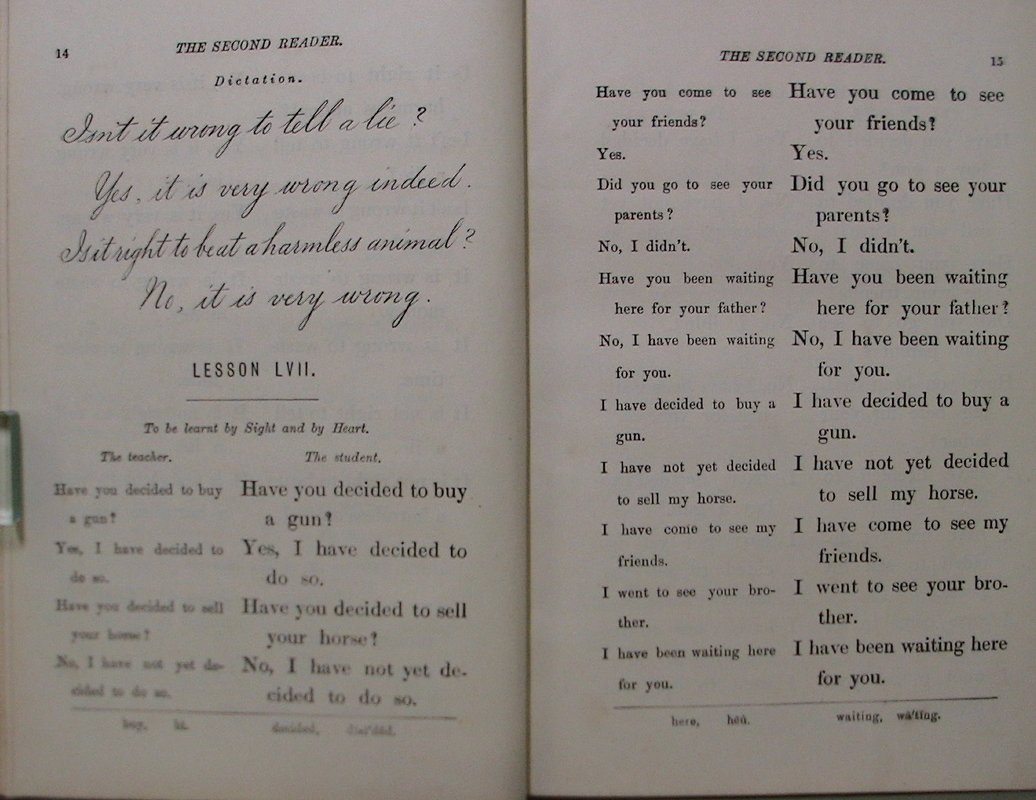 14
THE SECOND READER.
Dictation.
Isn't it wrong to tell a lie ?
Yes, it is very wrong indeed.
Is it right to beat a harmless animal ?
No, it is very wrong.
LESSON LVII.
To be learnt by Sight and by Heart.
The teacher.
Have you decided to buy
a gun?
Yes, I have decided to
do so.
Have you decided to sell
your horse?
No, I have not yet de-
cided to do so.
The student.
Have you decided to buy
a gun?
Yes, I have decided to
do so.
Have you decided to sell
your horse?
No, I have not yet de-
cided to do so.
buy, decided,
THE SECOND READER.
15
Have you come to see
your friends?
Yes.
Did you go to see your
parents?
No, I didn't.
Have you been waiting
here for your father?
No, I have been waiting
for you.
I have decided to buy a
gun.
I have not yet decided
to sell my horse.
I have come to see my
friends.
I went to see your bro-
ther.
I have been waiting here
for you.
Have you come to see
your friends?
Yes.
Did you go to see your
parents?
No, I didn't.
Have you been waiting
here for your father?
No, I have been waiting
for you.
I have decided to buy a
gun.
I have not yet decided
to sell my horse.
I have come to see my
friends.
I went to see your bro-
ther.
I have been waiting here
for you.
here, waiting,